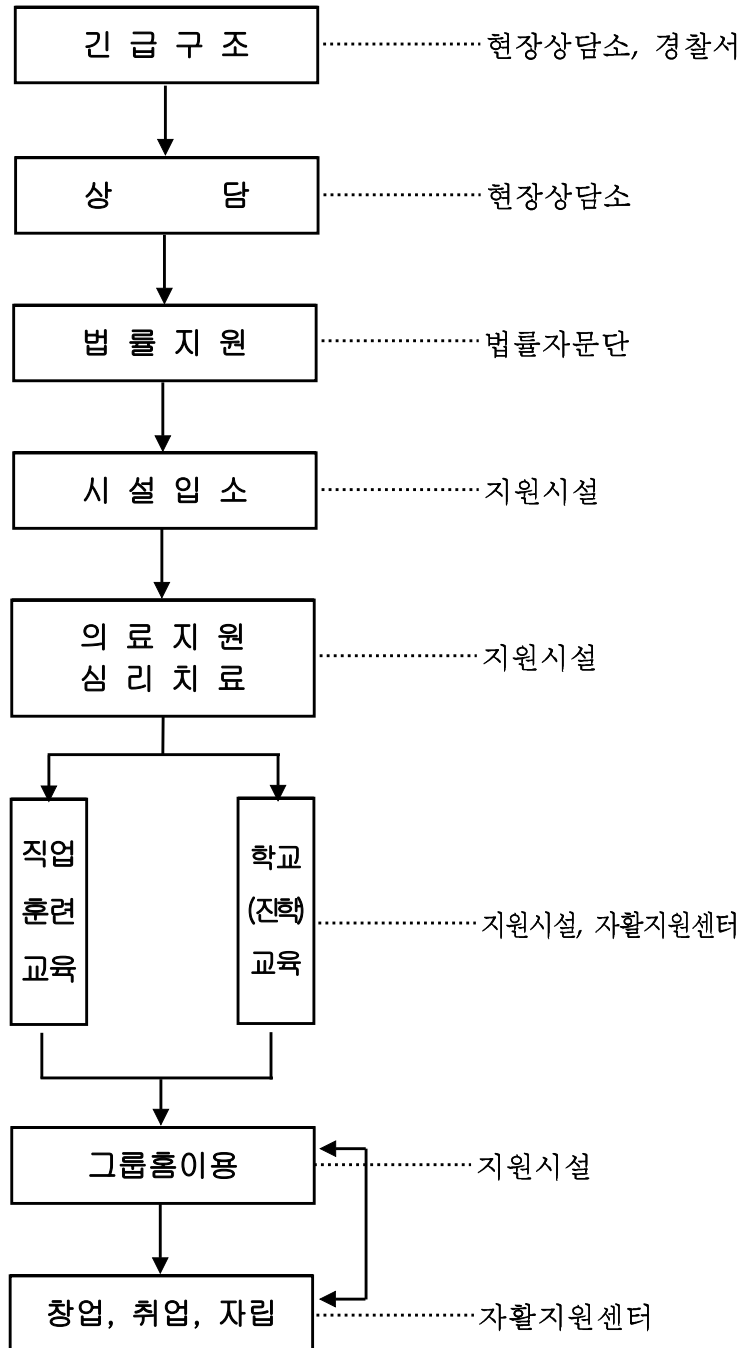 긴 급 구 조
현장상담소, 경찰서
상 담
현장상담소
법 률 지 원
법률자문단
시 설 입 소
지원시설
의 료 지 원
심 리 치 료
지원시설
직업
훈련
교육
학교
(진학)
교육
지원시설, 자활지원센터
그룹홈이용
지원시설
창업, 취업, 자립
자활지원센터